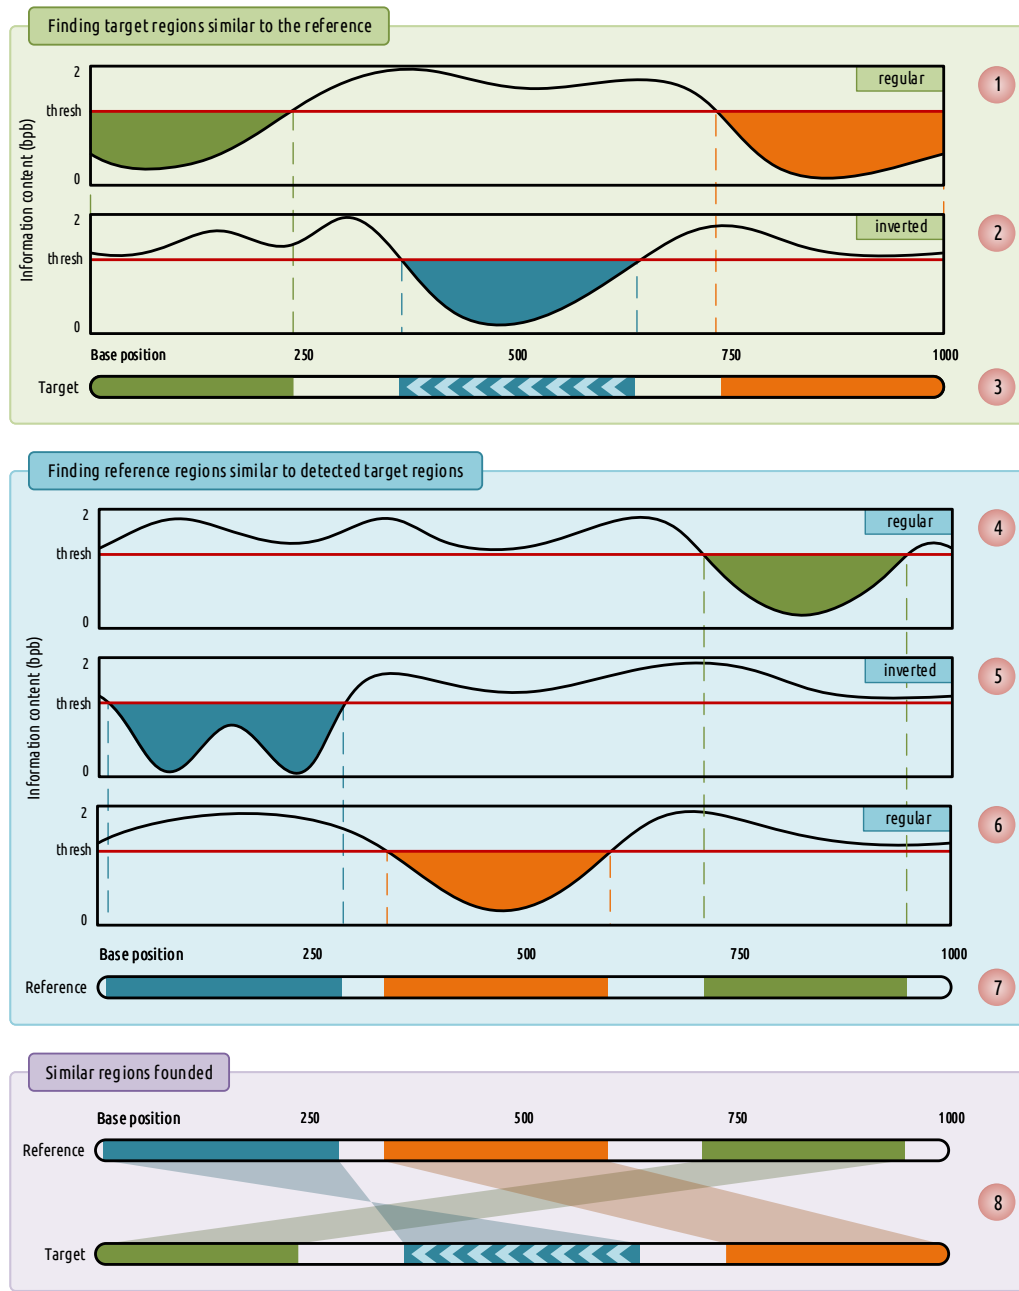 Finding target regions similar to the reference
2
regular
1
thresh
0
Information content (bpb)
2
inverted
2
thresh
0
Base position 250 500 750 1000
Target
3
Finding reference regions similar to detected target regions
2
regular
4
thresh
0
Information content (bpb)
2
inverted
5
thresh
0
2
regular
6
thresh
0
Base position 250 500 750 1000
Reference
7
Similar regions founded
Base position 250 500 750 1000
Reference
8
Target